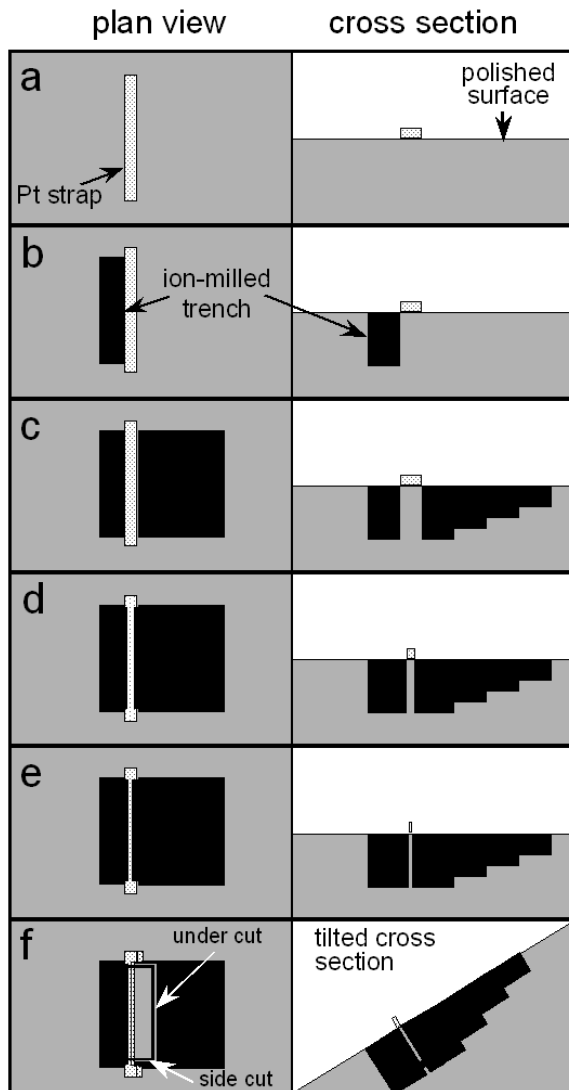 plan view
cross section
a
polished
surface
Pt strap
b
ion-milled
trench
c
d
e
f
under cut
side cut
tilted cross
section